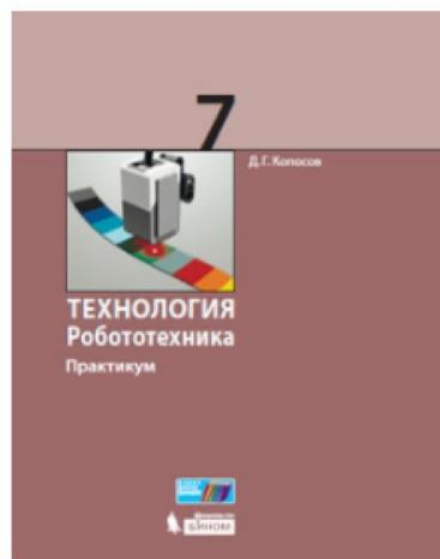 7
Д.Г. Копосов
ТЕХНОЛОГИЯ
Робототехника
Практикум
БИНОМ